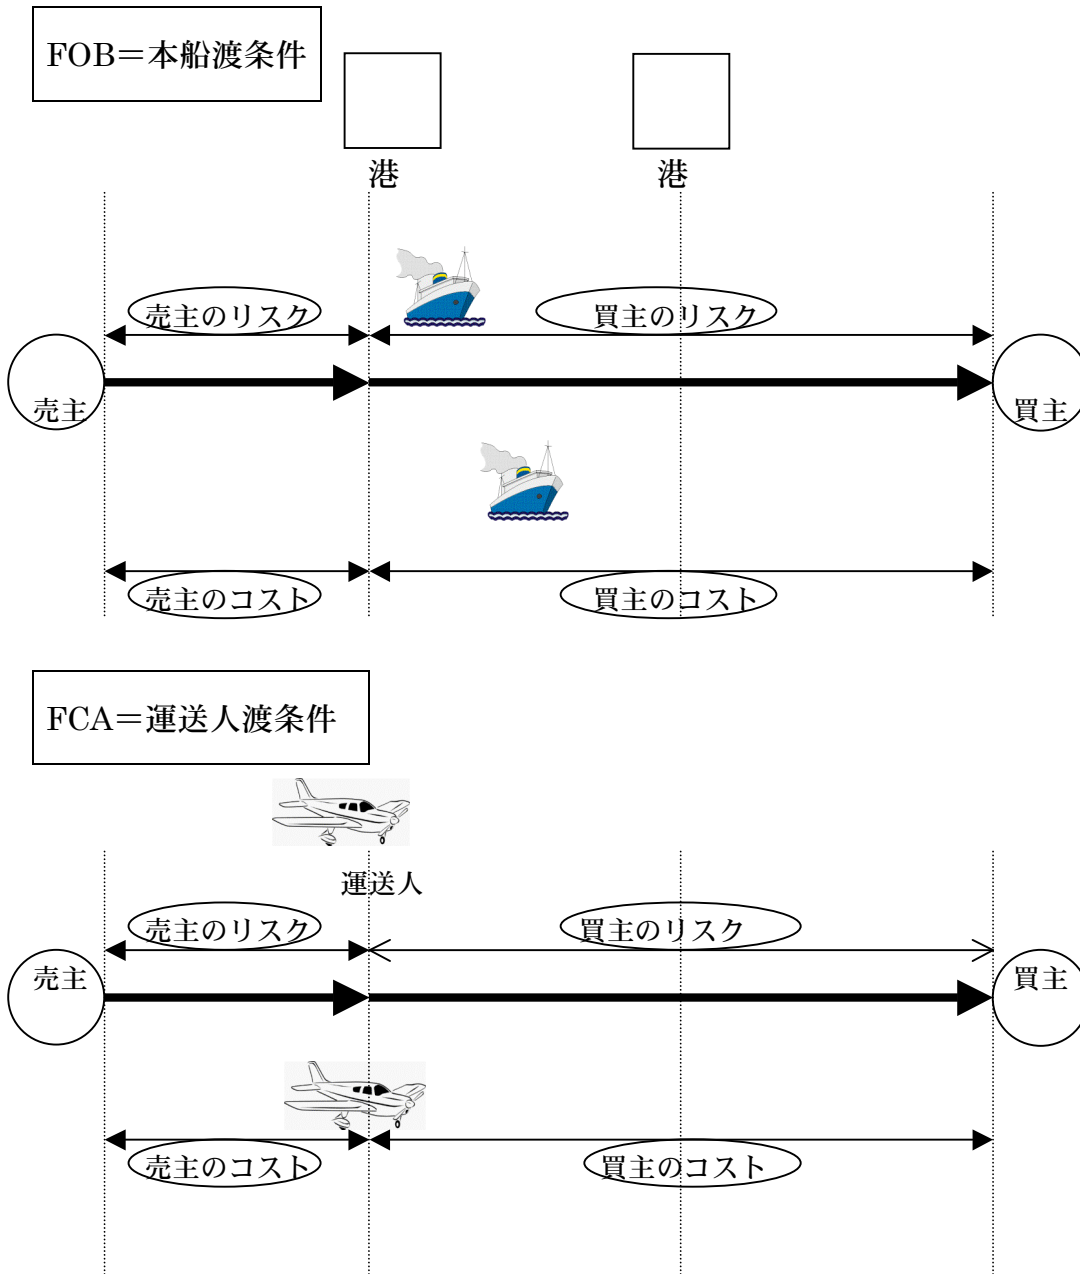 FOB＝本船渡条件
港
港
売主のリスク
買主のリスク
売主
買主
売主のコスト
買主のコスト
FCA＝運送人渡条件
運送人
売主のリスク
買主のリスク
売主
買主
売主のコスト
買主のコスト